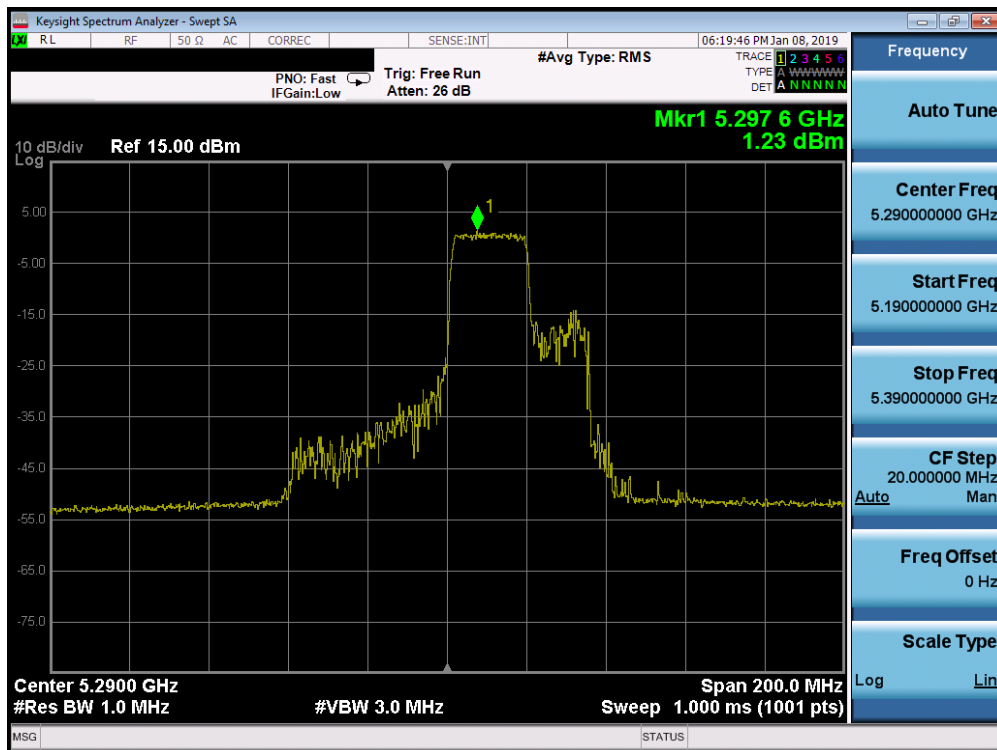 Keysight Spectrum Analyzer - Swept SA
LXI RL RF 50 Ω AC CORREC SENSE:INT 06:19:46 PM Jan 08, 2019
#Avg Type: RMS
TRACE 1 2 3 4 5 6
PNO: Fast Trig: Free Run
TYPE A WWWWW
IFGain:Low Atten: 26 dB
DET A N N N N N
Mkr1 5.297 6 GHz
1.23 dBm
10 dB/div Ref 15.00 dBm
Log
1
5.00
-5.00
-15.0
-25.0
-35.0
-45.0
-55.0
-65.0
-75.0
Center 5.2900 GHz Span 200.0 MHz
#Res BW 1.0 MHz #VBW 3.0 MHz Sweep 1.000 ms (1001 pts)
MSG STATUS
Frequency
Auto Tune
Center Freq
5.290000000 GHz
Start Freq
5.190000000 GHz
Stop Freq
5.390000000 GHz
CF Step
20.000000 MHz
Auto Man
Freq Offset
0 Hz
Scale Type
Log Lin